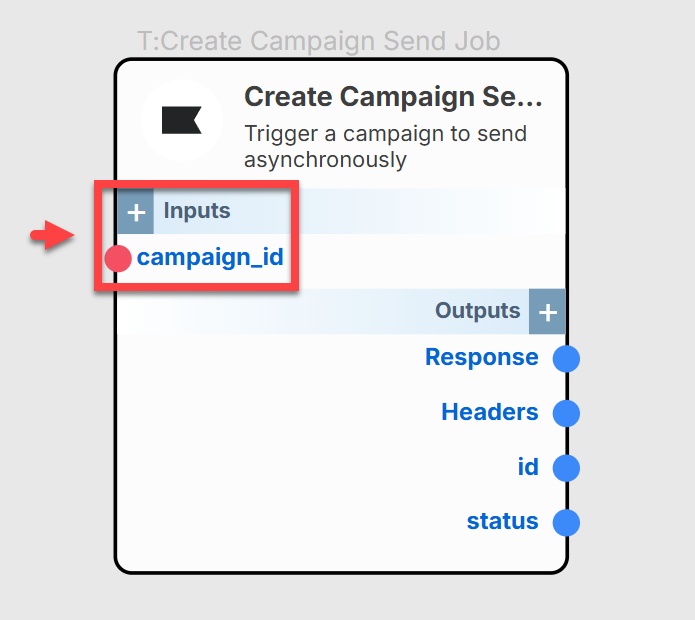 T:Create Campaign Send Job
Create Campaign Se...
Trigger a campaign to send
asynchronously
+ Inputs
campaign_id
Outputs +
Response
Headers
id
status